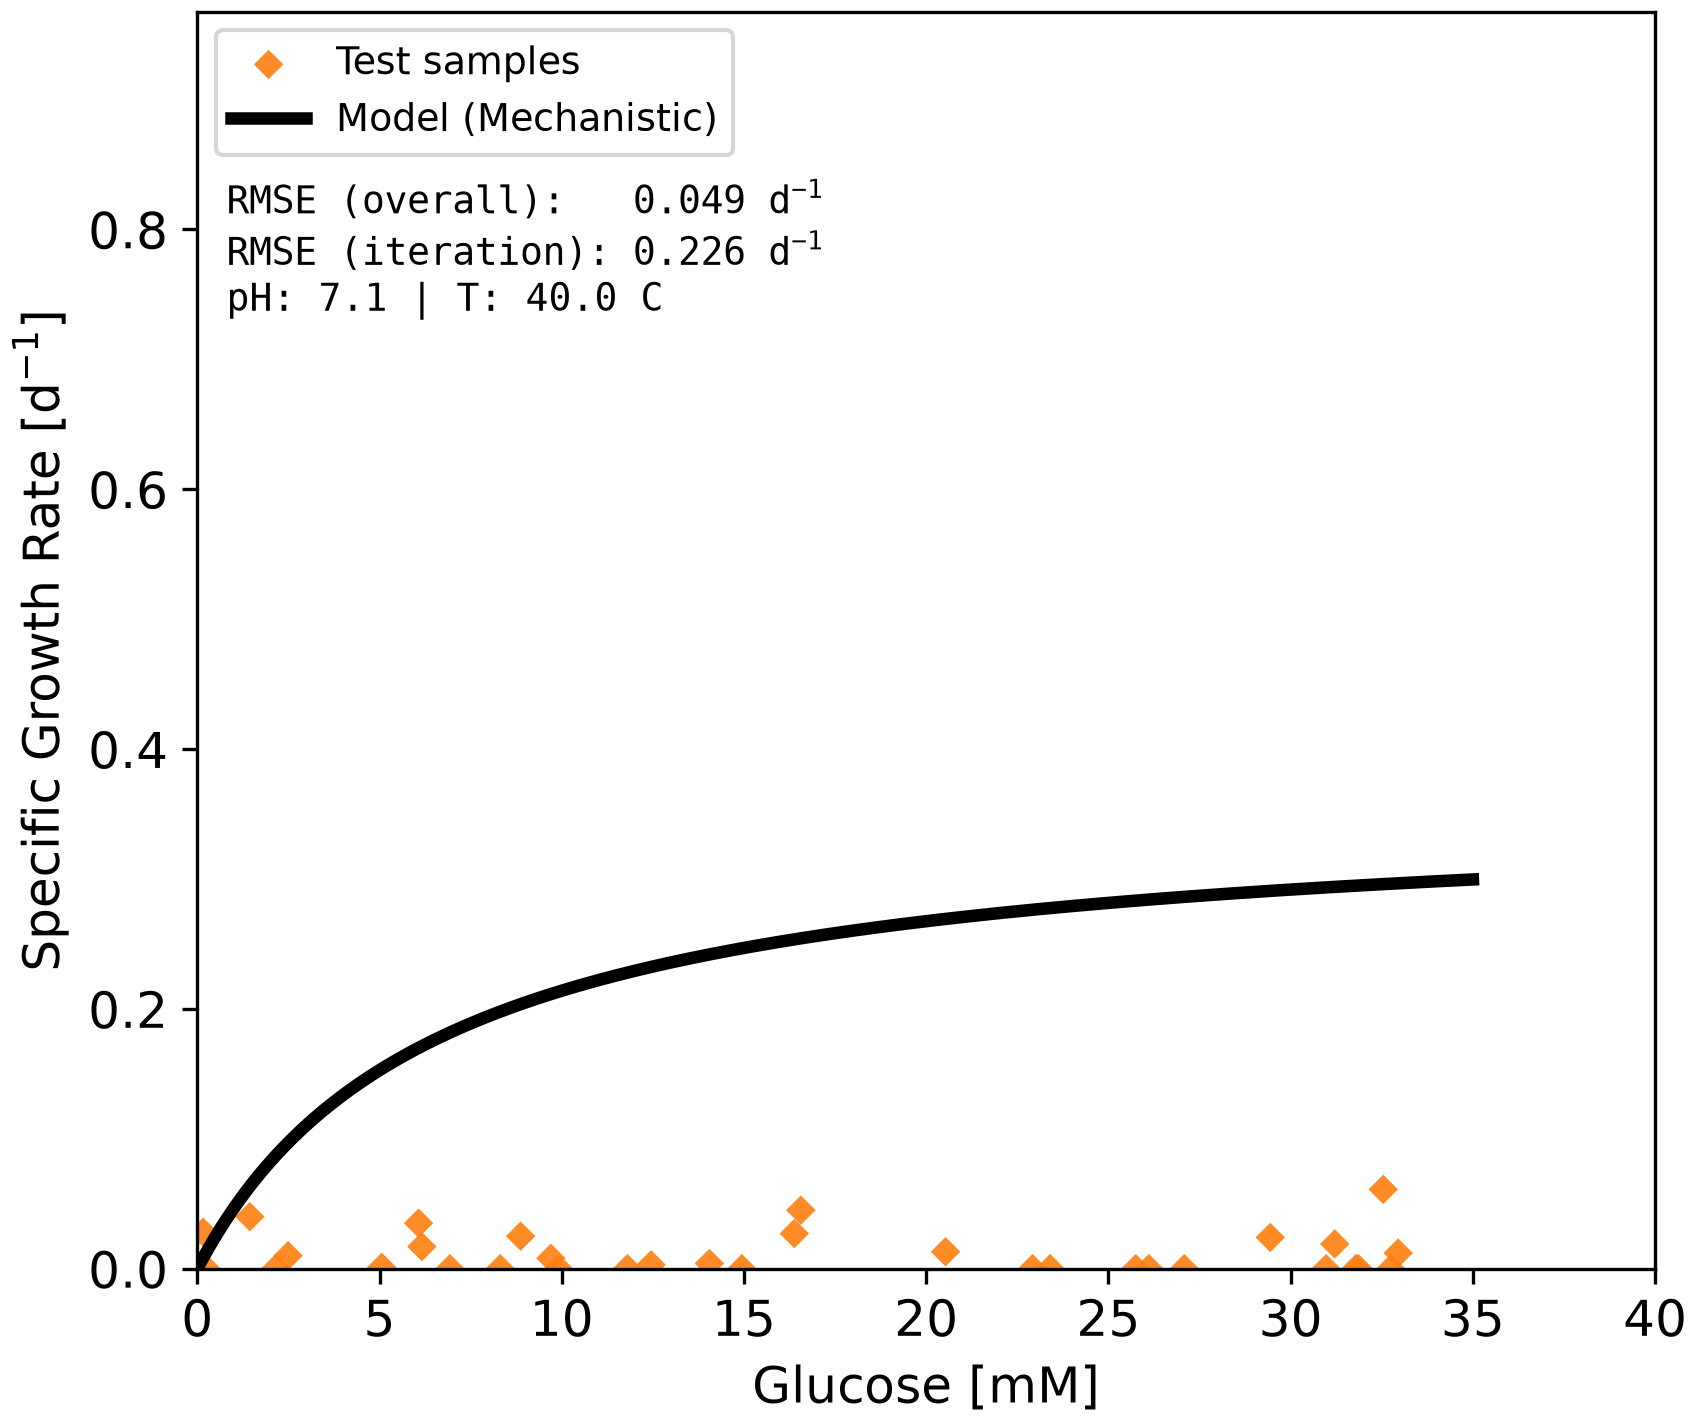 Test samples
Model (Mechanistic)
RMSE (overall):   0.049 d⁻¹
RMSE (iteration): 0.226 d⁻¹
pH: 7.1 | T: 40.0 C
Specific Growth Rate [d⁻¹]
0.8
0.6
0.4
0.2
0.0
0 5 10 15 20 25 30 35 40
Glucose [mM]